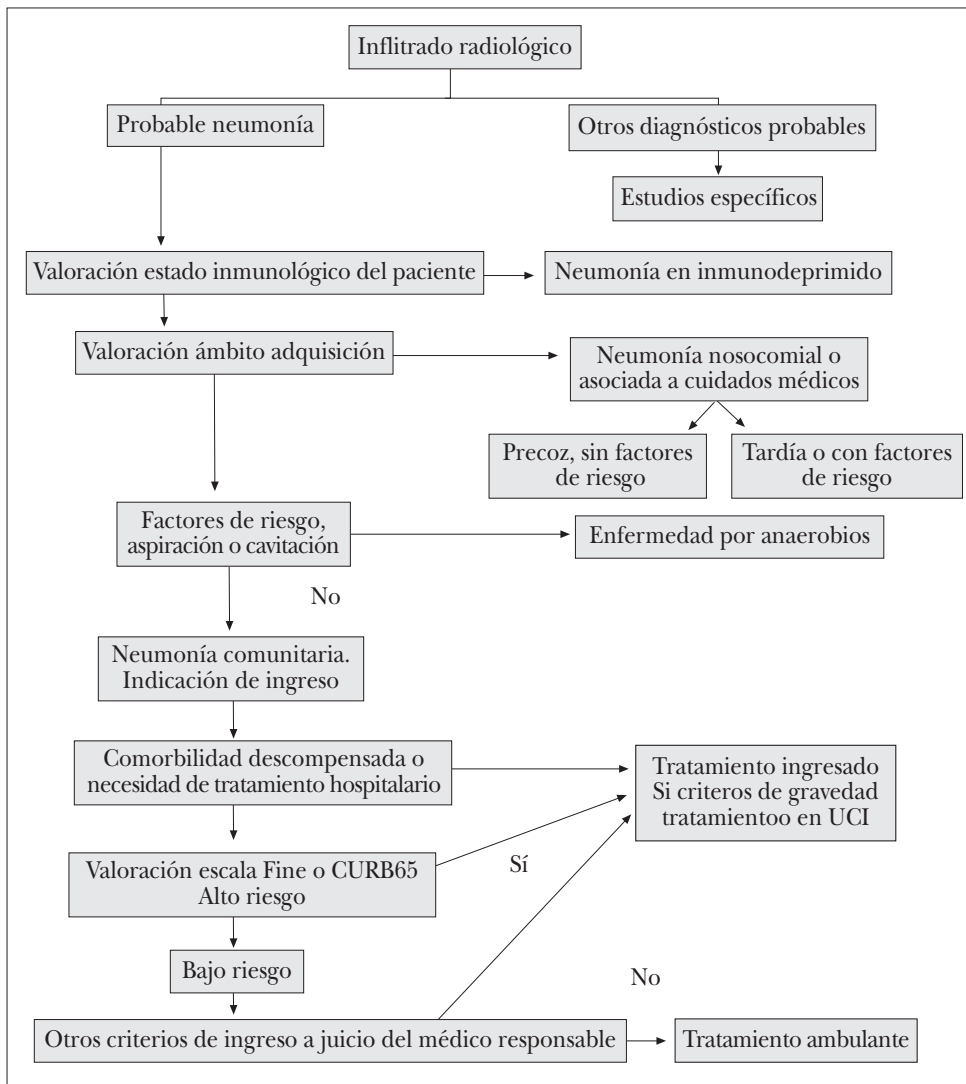 Inflitrado radiológico
Probable neumonía
Otros diagnósticos probables
Estudios específicos
Valoración estado inmunológico del paciente
Neumonía en inmunodeprimido
Valoración ámbito adquisición
Neumonía nosocomial o
asociada a cuidados médicos
Precoz, sin factores
de riesgo
Tardía o con factores
de riesgo
Factores de riesgo,
aspiración o cavitación
Enfermedad por anaerobios
No
Neumonía comunitaria.
Indicación de ingreso
Comorbilidad descompensada o
necesidad de tratamiento hospitalario
Tratamiento ingresado
Si criteros de gravedad
tratamientoo en UCI
Valoración escala Fine o CURB65
Alto riesgo
Sí
Bajo riesgo
No
Otros criterios de ingreso a juicio del médico responsable
Tratamiento ambulante